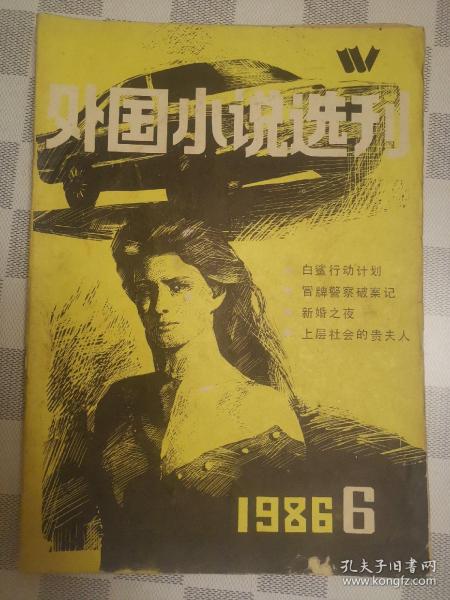 外国小说选刊
白鲨行动计划
冒牌警察破案记
新婚之夜
上层社会的贵夫人
1986 6
孔夫子旧书网
www.kongfz.com